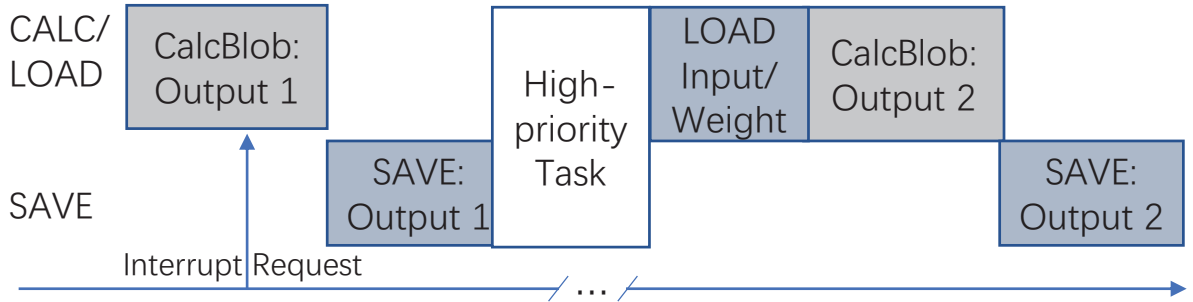 CALC/
LOAD
CalcBlob:
Output 1
High-
priority
Task
LOAD
Input/
Weight
CalcBlob:
Output 2
SAVE
SAVE:
Output 1
SAVE:
Output 2
Interrupt Request
...